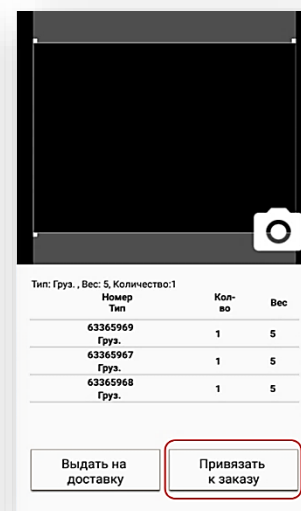 Тип: Груз. , Вес: 5, Количество:1
Номер Кол- Вес
Тип во
63365969 1 5
Груз.
63365967 1 5
Груз.
63365968 1 5
Груз.
Выдать на
доставку
Привязать
к заказу